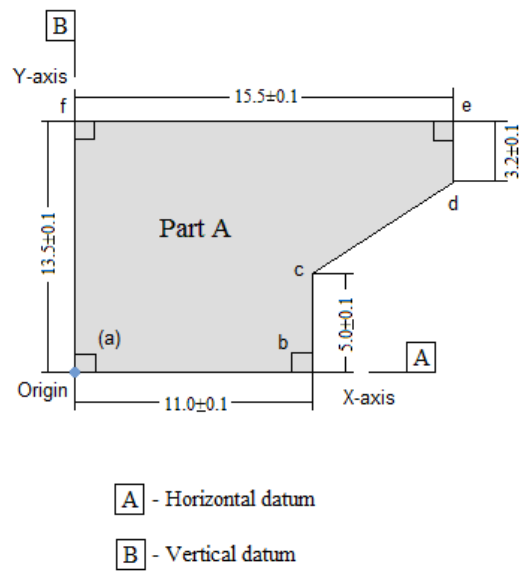 B
Y-axis
f
15.5±0.1
e
3.2±0.1
d
Part A
13.5±0.1
c
(a)
b
5.0±0.1
A
Origin
11.0±0.1
X-axis
A - Horizontal datum
B - Vertical datum